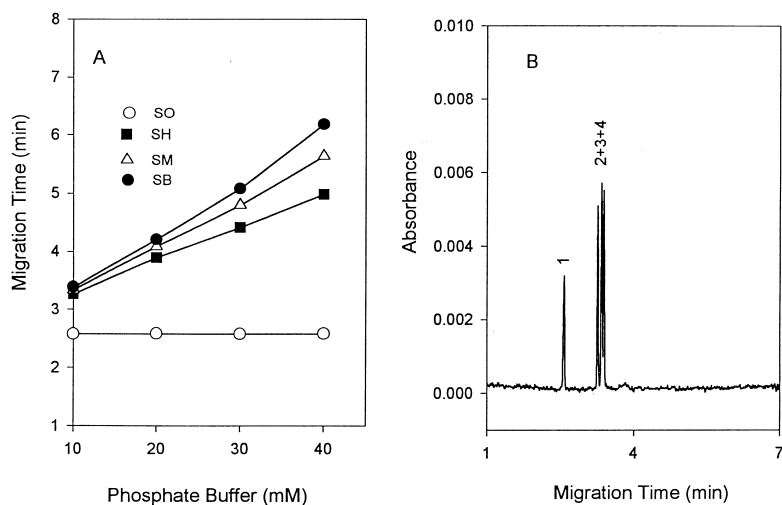 A
SO
SH
SM
SB
8
7
6
5
4
3
2
1
10
20
30
40
Migration Time (min)
Phosphate Buffer (mM)
B
1
2+3+4
0.010
0.008
0.006
0.004
0.002
0.000
1
4
7
Absorbance
Migration Time (min)